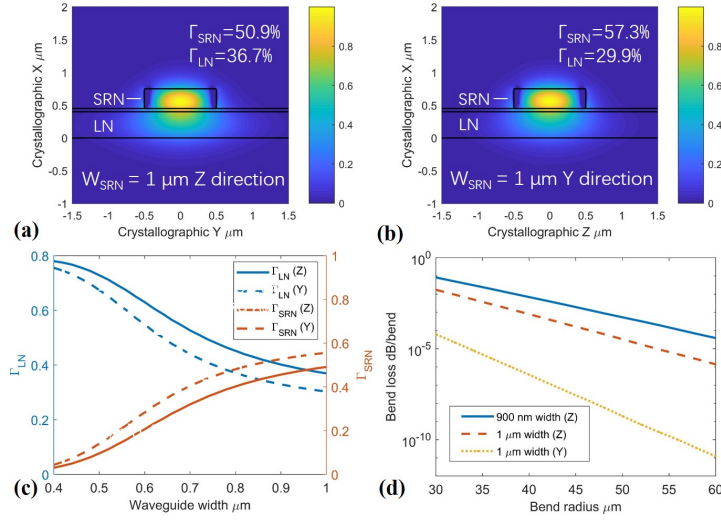 Γ_SRN=50.9%
Γ_LN=36.7%
SRN
LN
W_SRN = 1 μm Z direction
Crystallographic X μm
2
1.5
1
0.5
0
-0.5
-1
-1.5 -1 -0.5 0 0.5 1 1.5
Crystallographic Y μm
0.8
0.6
0.4
0.2
0
(a)
Γ_SRN=57.3%
Γ_LN=29.9%
SRN
LN
W_SRN = 1 μm Y direction
Crystallographic X μm
2
1.5
1
0.5
0
-0.5
-1
-1.5 -1 -0.5 0 0.5 1 1.5
Crystallographic Z μm
0.8
0.6
0.4
0.2
0
(b)
Γ_LN
0.8
0.6
0.4
0.2
0
Γ_LN (Z)
Γ_LN (Y)
Γ_SRN (Z)
Γ_SRN (Y)
1
0.8
0.6
0.4
0.2
0
Γ_SRN
0.4 0.5 0.6 0.7 0.8 0.9 1
Waveguide width μm
(c)
Bend loss dB/bend
10^0
10^-5
10^-10
900 nm width (Z)
1 μm width (Z)
1 μm width (Y)
30 35 40 45 50 55 60
Bend radius μm
(d)